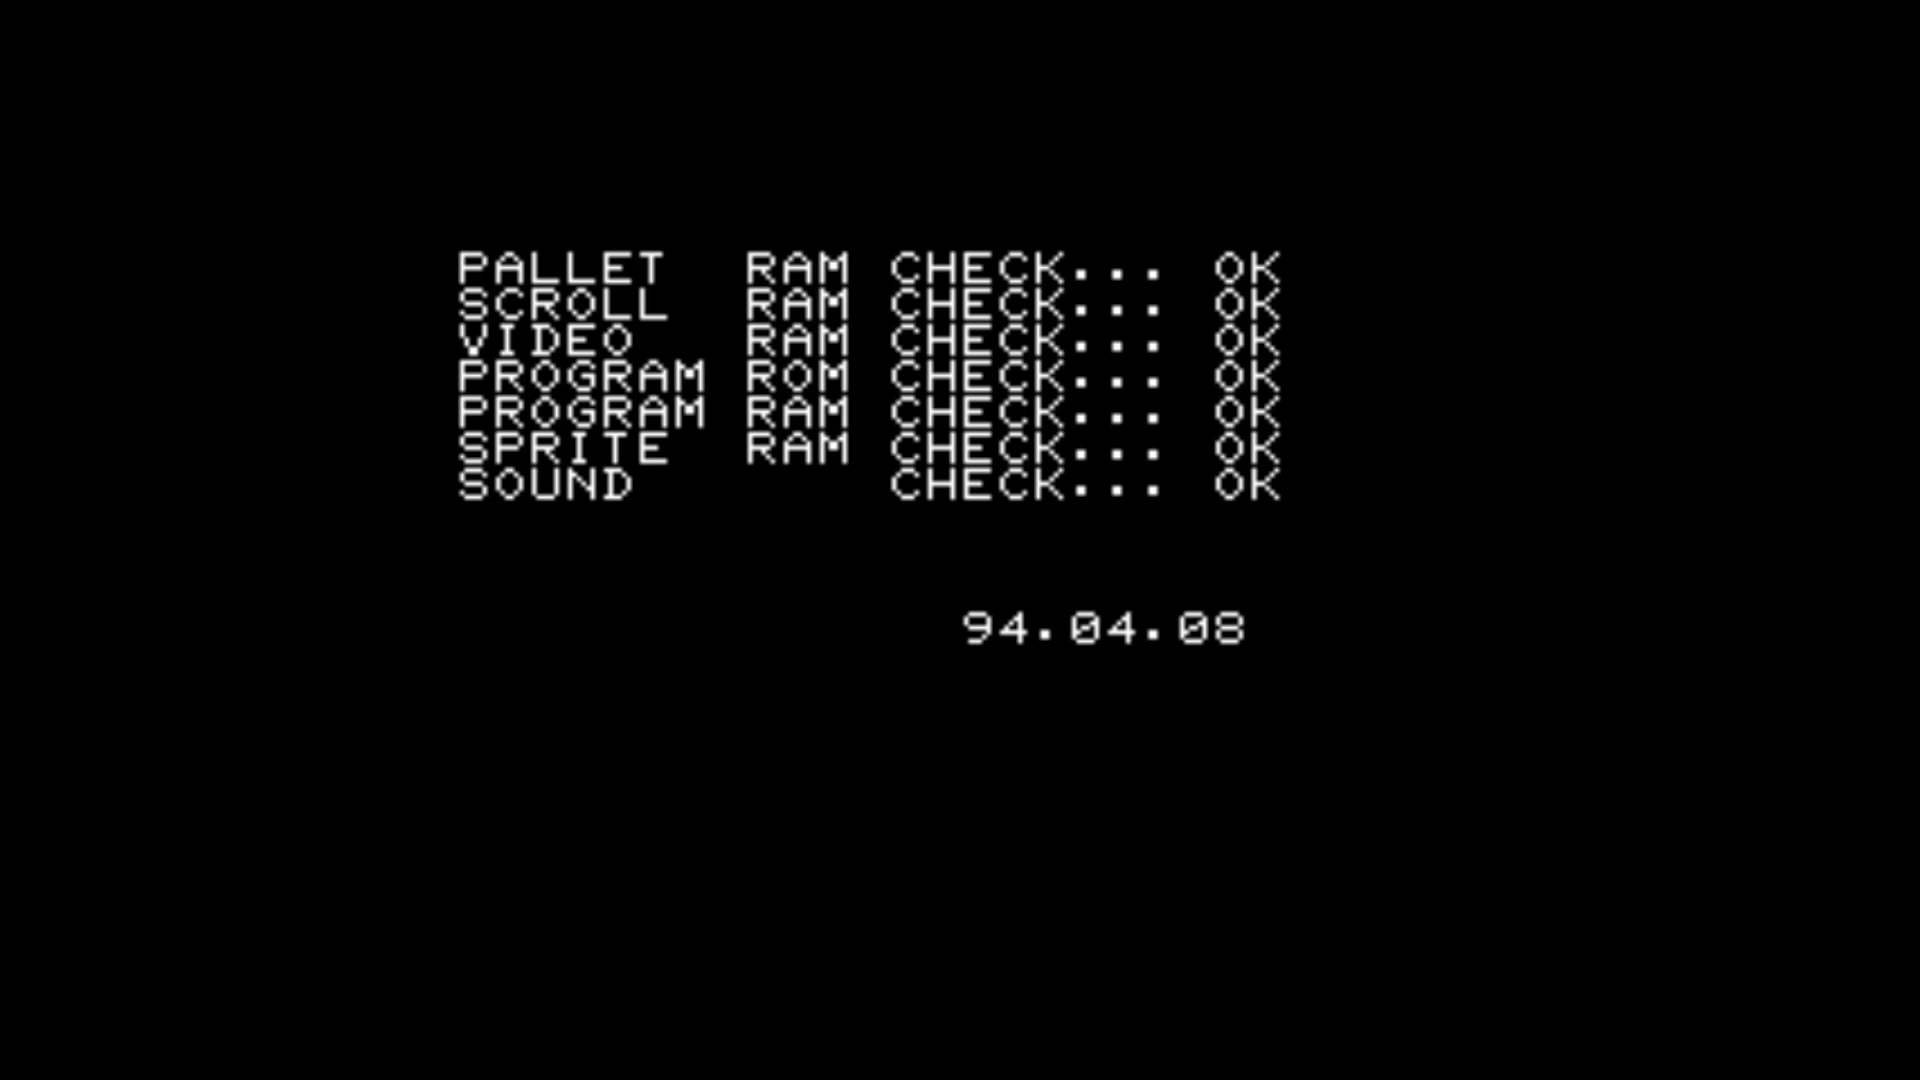 PALLET RAM CHECK... OK
SCROLL RAM CHECK... OK
VIDEO RAM CHECK... OK
PROGRAM ROM CHECK... OK
PROGRAM RAM CHECK... OK
SPRITE RAM CHECK... OK
SOUND CHECK... OK
94.04.08